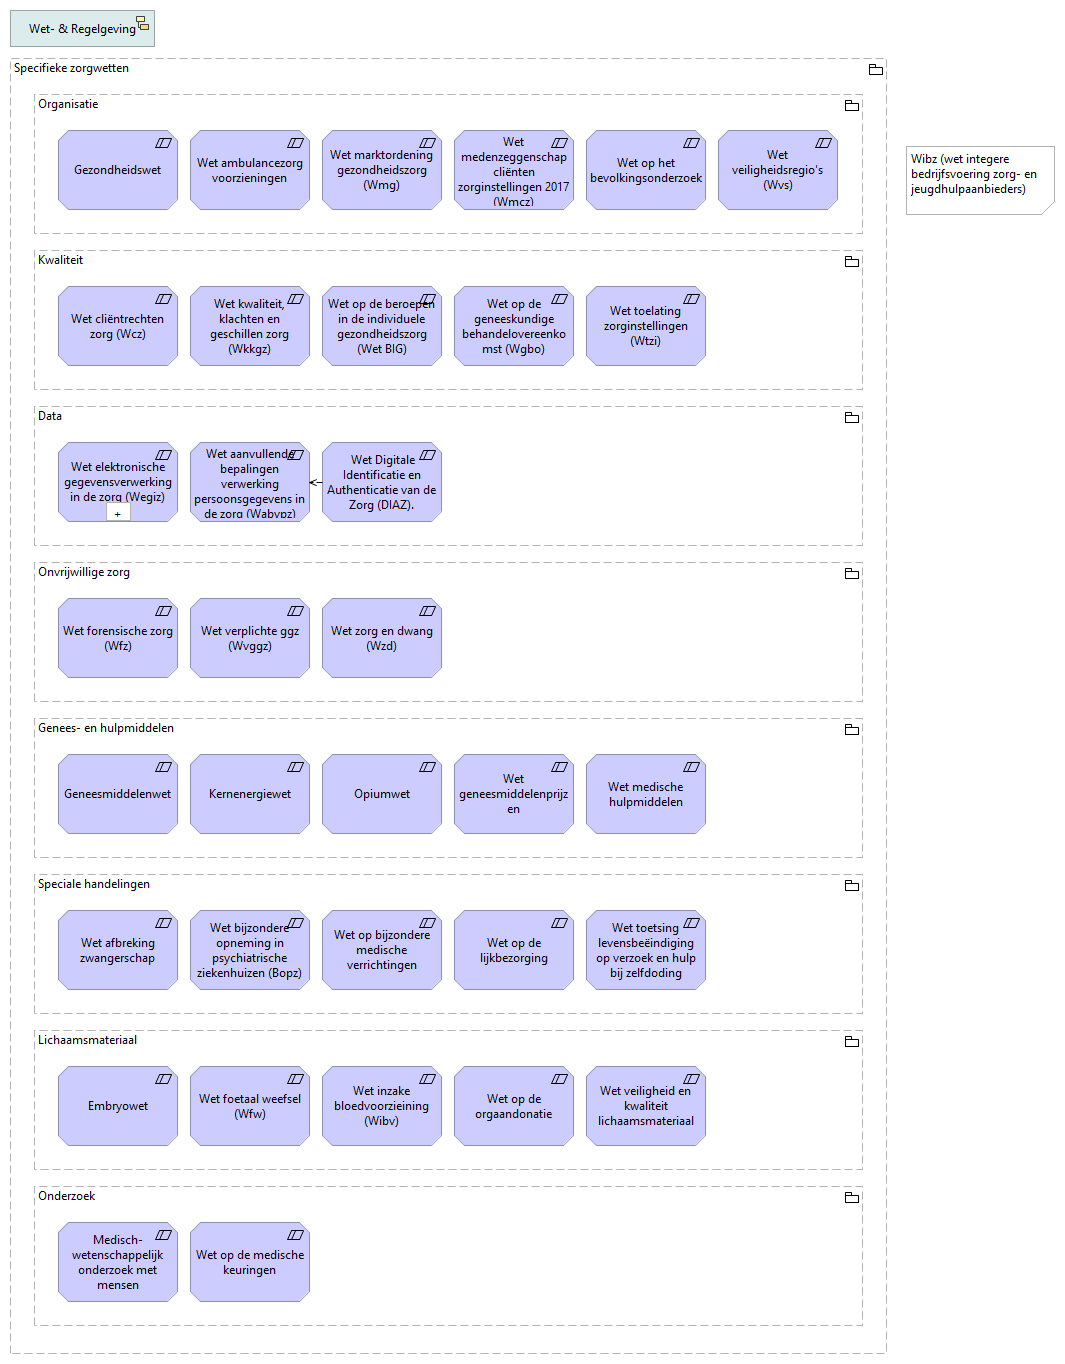 Wet- & Regelgeving
Specifieke zorgwetten
Organisatie
Gezondheidswet
Wet ambulancezorg
voorzieningen
Wet marktordening
gezondheidszorg
(Wmg)
Wet
medenzeggenschap
cliënten
zorginstellingen 2017
(Wmcz)
Wet op het
bevolkingsonderzoek
Wet
veiligheidsregio's
(Wvs)
Wibz (wet integere
bedrijfsvoering zorg- en
jeugdhulpaanbieders)
Kwaliteit
Wet cliëntrechten
zorg (Wcz)
Wet kwaliteit,
klachten en
geschillen zorg
(Wkkgz)
Wet op de beroepen
in de individuele
gezondheidszorg
(Wet BIG)
Wet op de
geneeskundige
behandelovereenko
mst (Wgbo)
Wet toelating
zorginstellingen
(Wtzi)
Data
Wet elektronische
gegevensverwerking
in de zorg (Wegiz)
+
Wet aanvullende
bepalingen
verwerking
persoonsgegevens in
de zorg (Wabvpz)
Wet Digitale
Identificatie en
Authenticatie van de
Zorg (DIAZ).
Onvrijwillige zorg
Wet forensische zorg
(Wfz)
Wet verplichte ggz
(Wvggz)
Wet zorg en dwang
(Wzd)
Genees- en hulpmiddelen
Geneesmiddelenwet
Kernenergiewet
Opiumwet
Wet
geneesmiddelenprijz
en
Wet medische
hulpmiddelen
Speciale handelingen
Wet afbreking
zwangerschap
Wet bijzondere
opneming in
psychiatrische
ziekenhuizen (Bopz)
Wet op bijzondere
medische
verrichtingen
Wet op de
lijkbezorging
Wet toetsing
levensbeëindiging
op verzoek en hulp
bij zelfdoding
Lichaamsmateriaal
Embryowet
Wet foetaal weefsel
(Wfw)
Wet inzake
bloedvoorzieining
(Wibv)
Wet op de
orgaandonatie
Wet veiligheid en
kwaliteit
lichaamsmateriaal
Onderzoek
Medisch-
wetenschappelijk
onderzoek met
mensen
Wet op de medische
keuringen